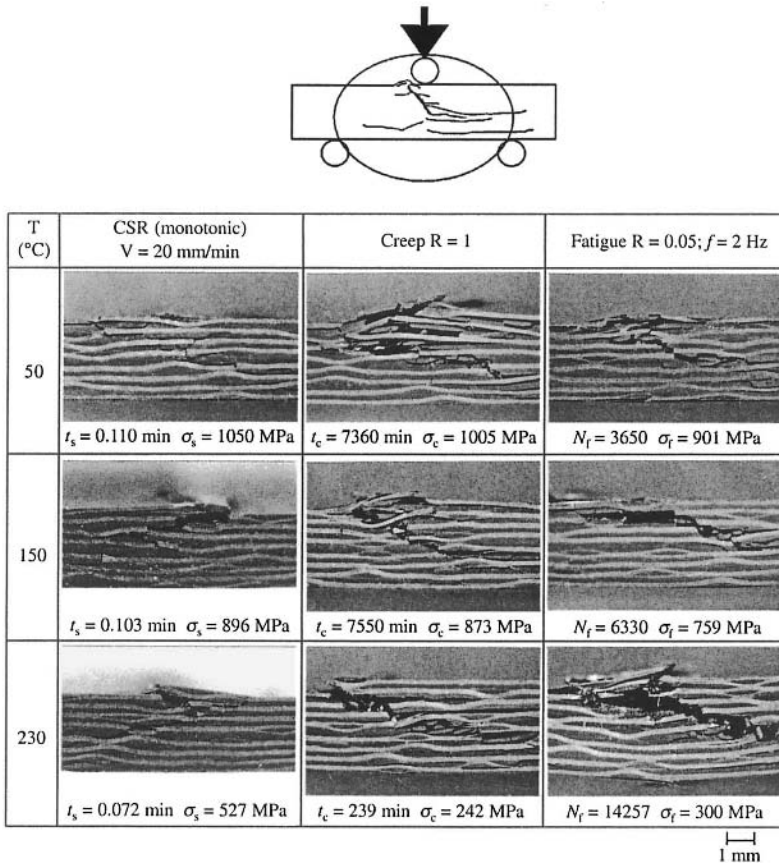 T
(°C)
CSR (monotonic)
V = 20 mm/min
Creep R = 1
Fatigue R = 0.05; f = 2 Hz
50
t_s = 0.110 min σ_s = 1050 MPa
t_c = 7360 min σ_c = 1005 MPa
N_f = 3650 σ_f = 901 MPa
150
t_s = 0.103 min σ_s = 896 MPa
t_c = 7550 min σ_c = 873 MPa
N_f = 6330 σ_f = 759 MPa
230
t_s = 0.072 min σ_s = 527 MPa
t_c = 239 min σ_c = 242 MPa
N_f = 14257 σ_f = 300 MPa
1 mm